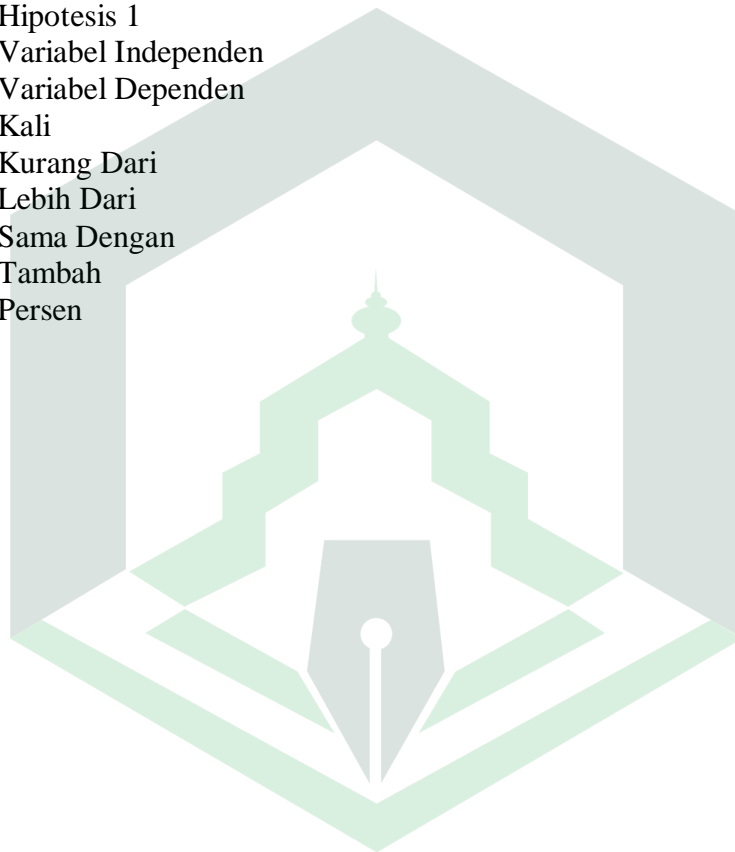 Hipotesis 1
Variabel Independen
Variabel Dependen
Kali
Kurang Dari
Lebih Dari
Sama Dengan
Tambah
Persen